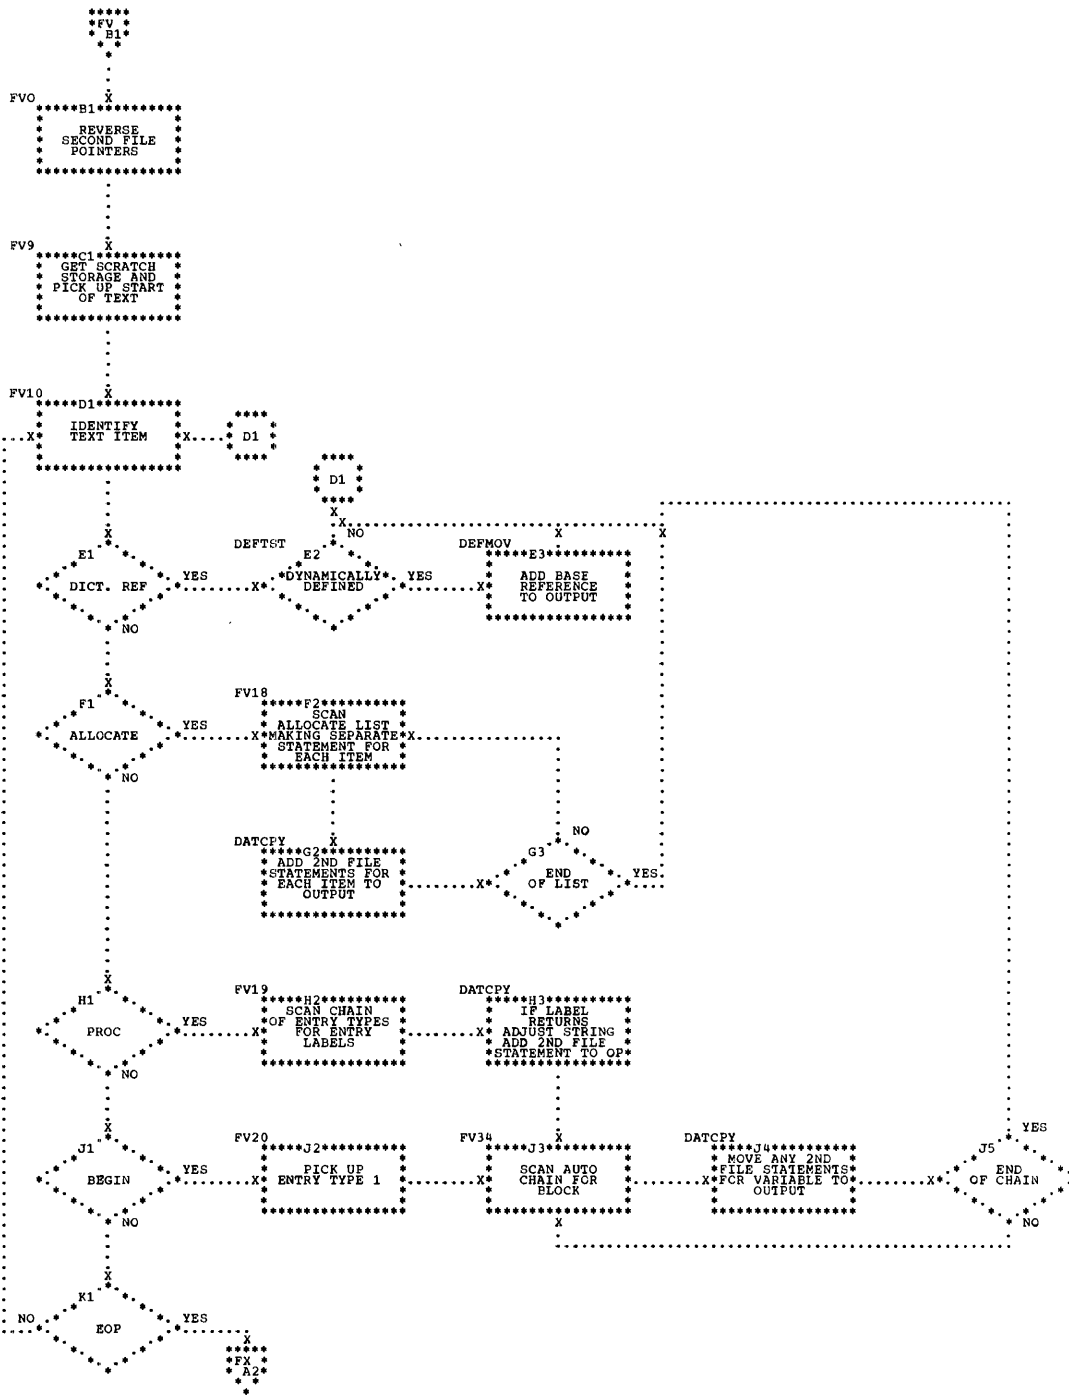 FV
B1
FV0
B1
REVERSE
SECOND FILE
POINTERS
FV9
C1
GET SCRATCH
STORAGE AND
PICK UP START
OF TEXT
FV10
D1
IDENTIFY
TEXT ITEM
D1
D1
E1
DICT. REF
YES
NO
DEFTST
E2
NO
DYNAMICALLY
DEFINED
YES
DEFMOV
E3
ADD BASE
REFERENCE
TO OUTPUT
F1
ALLOCATE
YES
NO
FV18
F2
SCAN
ALLOCATE LIST
MAKING SEPARATE
STATEMENT FOR
EACH ITEM
DATCPY
G2
ADD 2ND FILE
STATEMENTS FOR
EACH ITEM TO
OUTPUT
NO
G3
END
OF LIST
YES
H1
PROC
YES
NO
FV19
H2
SCAN CHAIN
OF ENTRY TYPES
FOR ENTRY
LABELS
DATCPY
H3
IF LABEL
RETURNS
ADJUST STRING
ADD 2ND FILE
STATEMENT TO OP
J1
BEGIN
YES
NO
FV20
J2
PICK UP
ENTRY TYPE 1
FV34
J3
SCAN AUTO
CHAIN FOR
BLOCK
DATCPY
J4
MOVE ANY 2ND
FILE STATEMENTS
FOR VARIABLE TO
OUTPUT
YES
J5
END
OF CHAIN
NO
K1
NO
EOP
YES
FX
A2